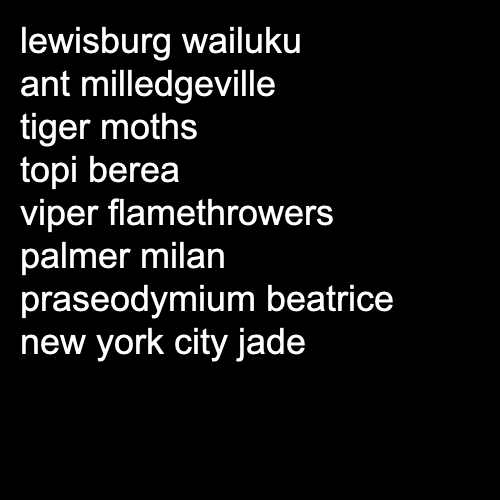 lewisburg wailuku
ant milledgeville
tiger moths
topi berea
viper flamethrowers
palmer milan
praseodymium beatrice
new york city jade